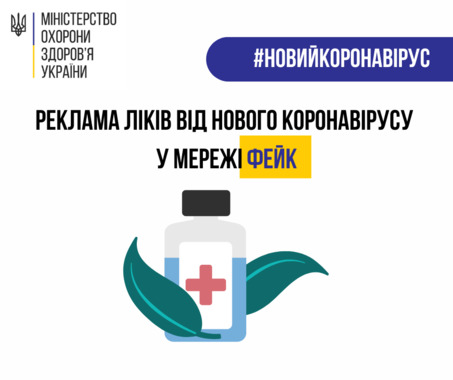 МІНІСТЕРСТВО
ОХОРОНИ
ЗДОРОВ'Я
УКРАЇНИ
#НОВИЙКОРОНАВІРУС
РЕКЛАМА ЛІКІВ ВІД НОВОГО КОРОНАВІРУСУ
У МЕРЕЖІ ФЕЙК